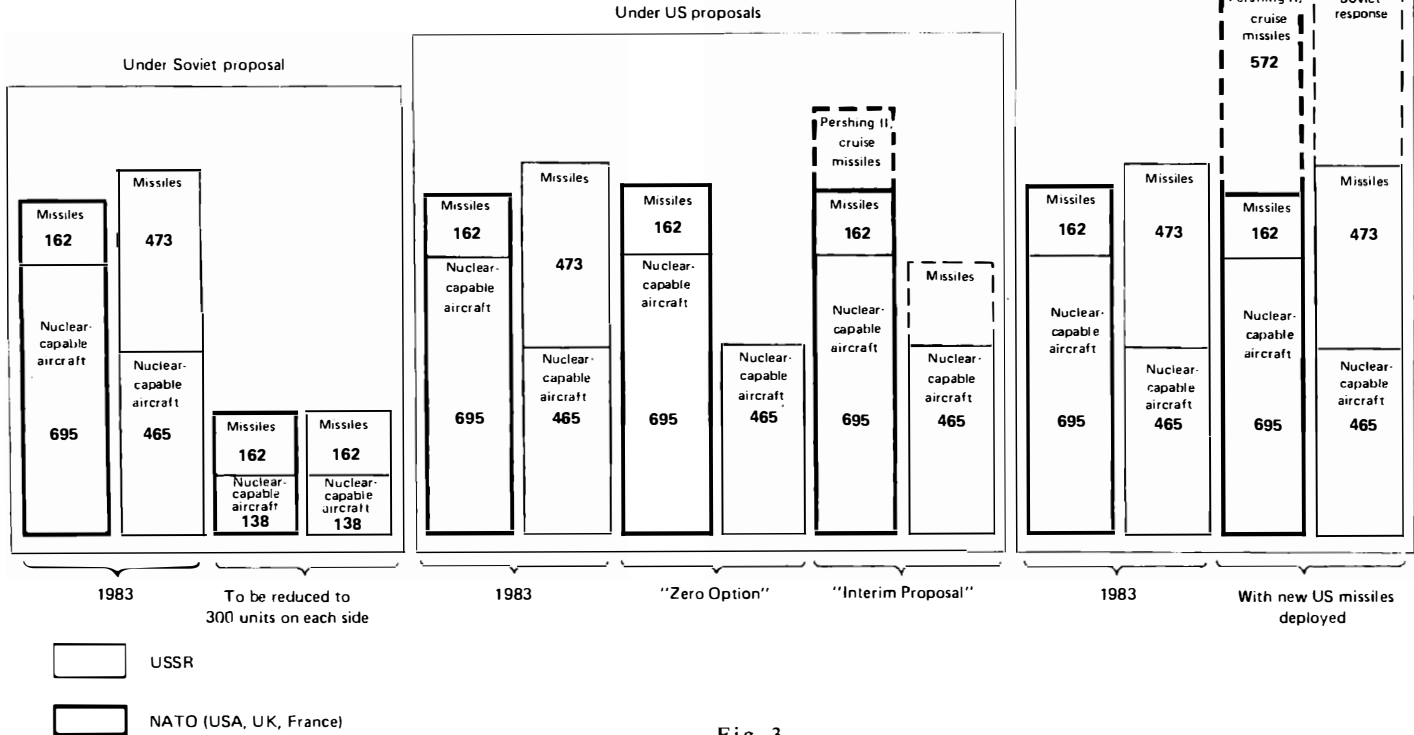 Under Soviet proposal
Missiles
162
Nuclear-
capable
aircraft
695
Missiles
473
Nuclear-
capable
aircraft
465
Missiles
162
Nuclear-
capable
aircraft
138
Missiles
162
Nuclear-
capable
aircraft
138
1983
To be reduced to
300 units on each side
Under US proposals
Missiles
162
Nuclear-
capable
aircraft
695
Missiles
473
Nuclear-
capable
aircraft
465
Missiles
162
Nuclear-
capable
aircraft
695
Nuclear-
capable
aircraft
465
Pershing II,
cruise
missiles
Missiles
162
Nuclear-
capable
aircraft
695
Missiles
Nuclear-
capable
aircraft
465
1983
"Zero Option"
"Interim Proposal"
Missiles
162
Nuclear-
capable
aircraft
695
Missiles
473
Nuclear-
capable
aircraft
465
Pershing II,
cruise
missiles
572
Missiles
162
Nuclear-
capable
aircraft
695
Soviet
response
Missiles
473
Nuclear-
capable
aircraft
465
1983
With new US missiles
deployed
USSR
NATO (USA, UK, France)